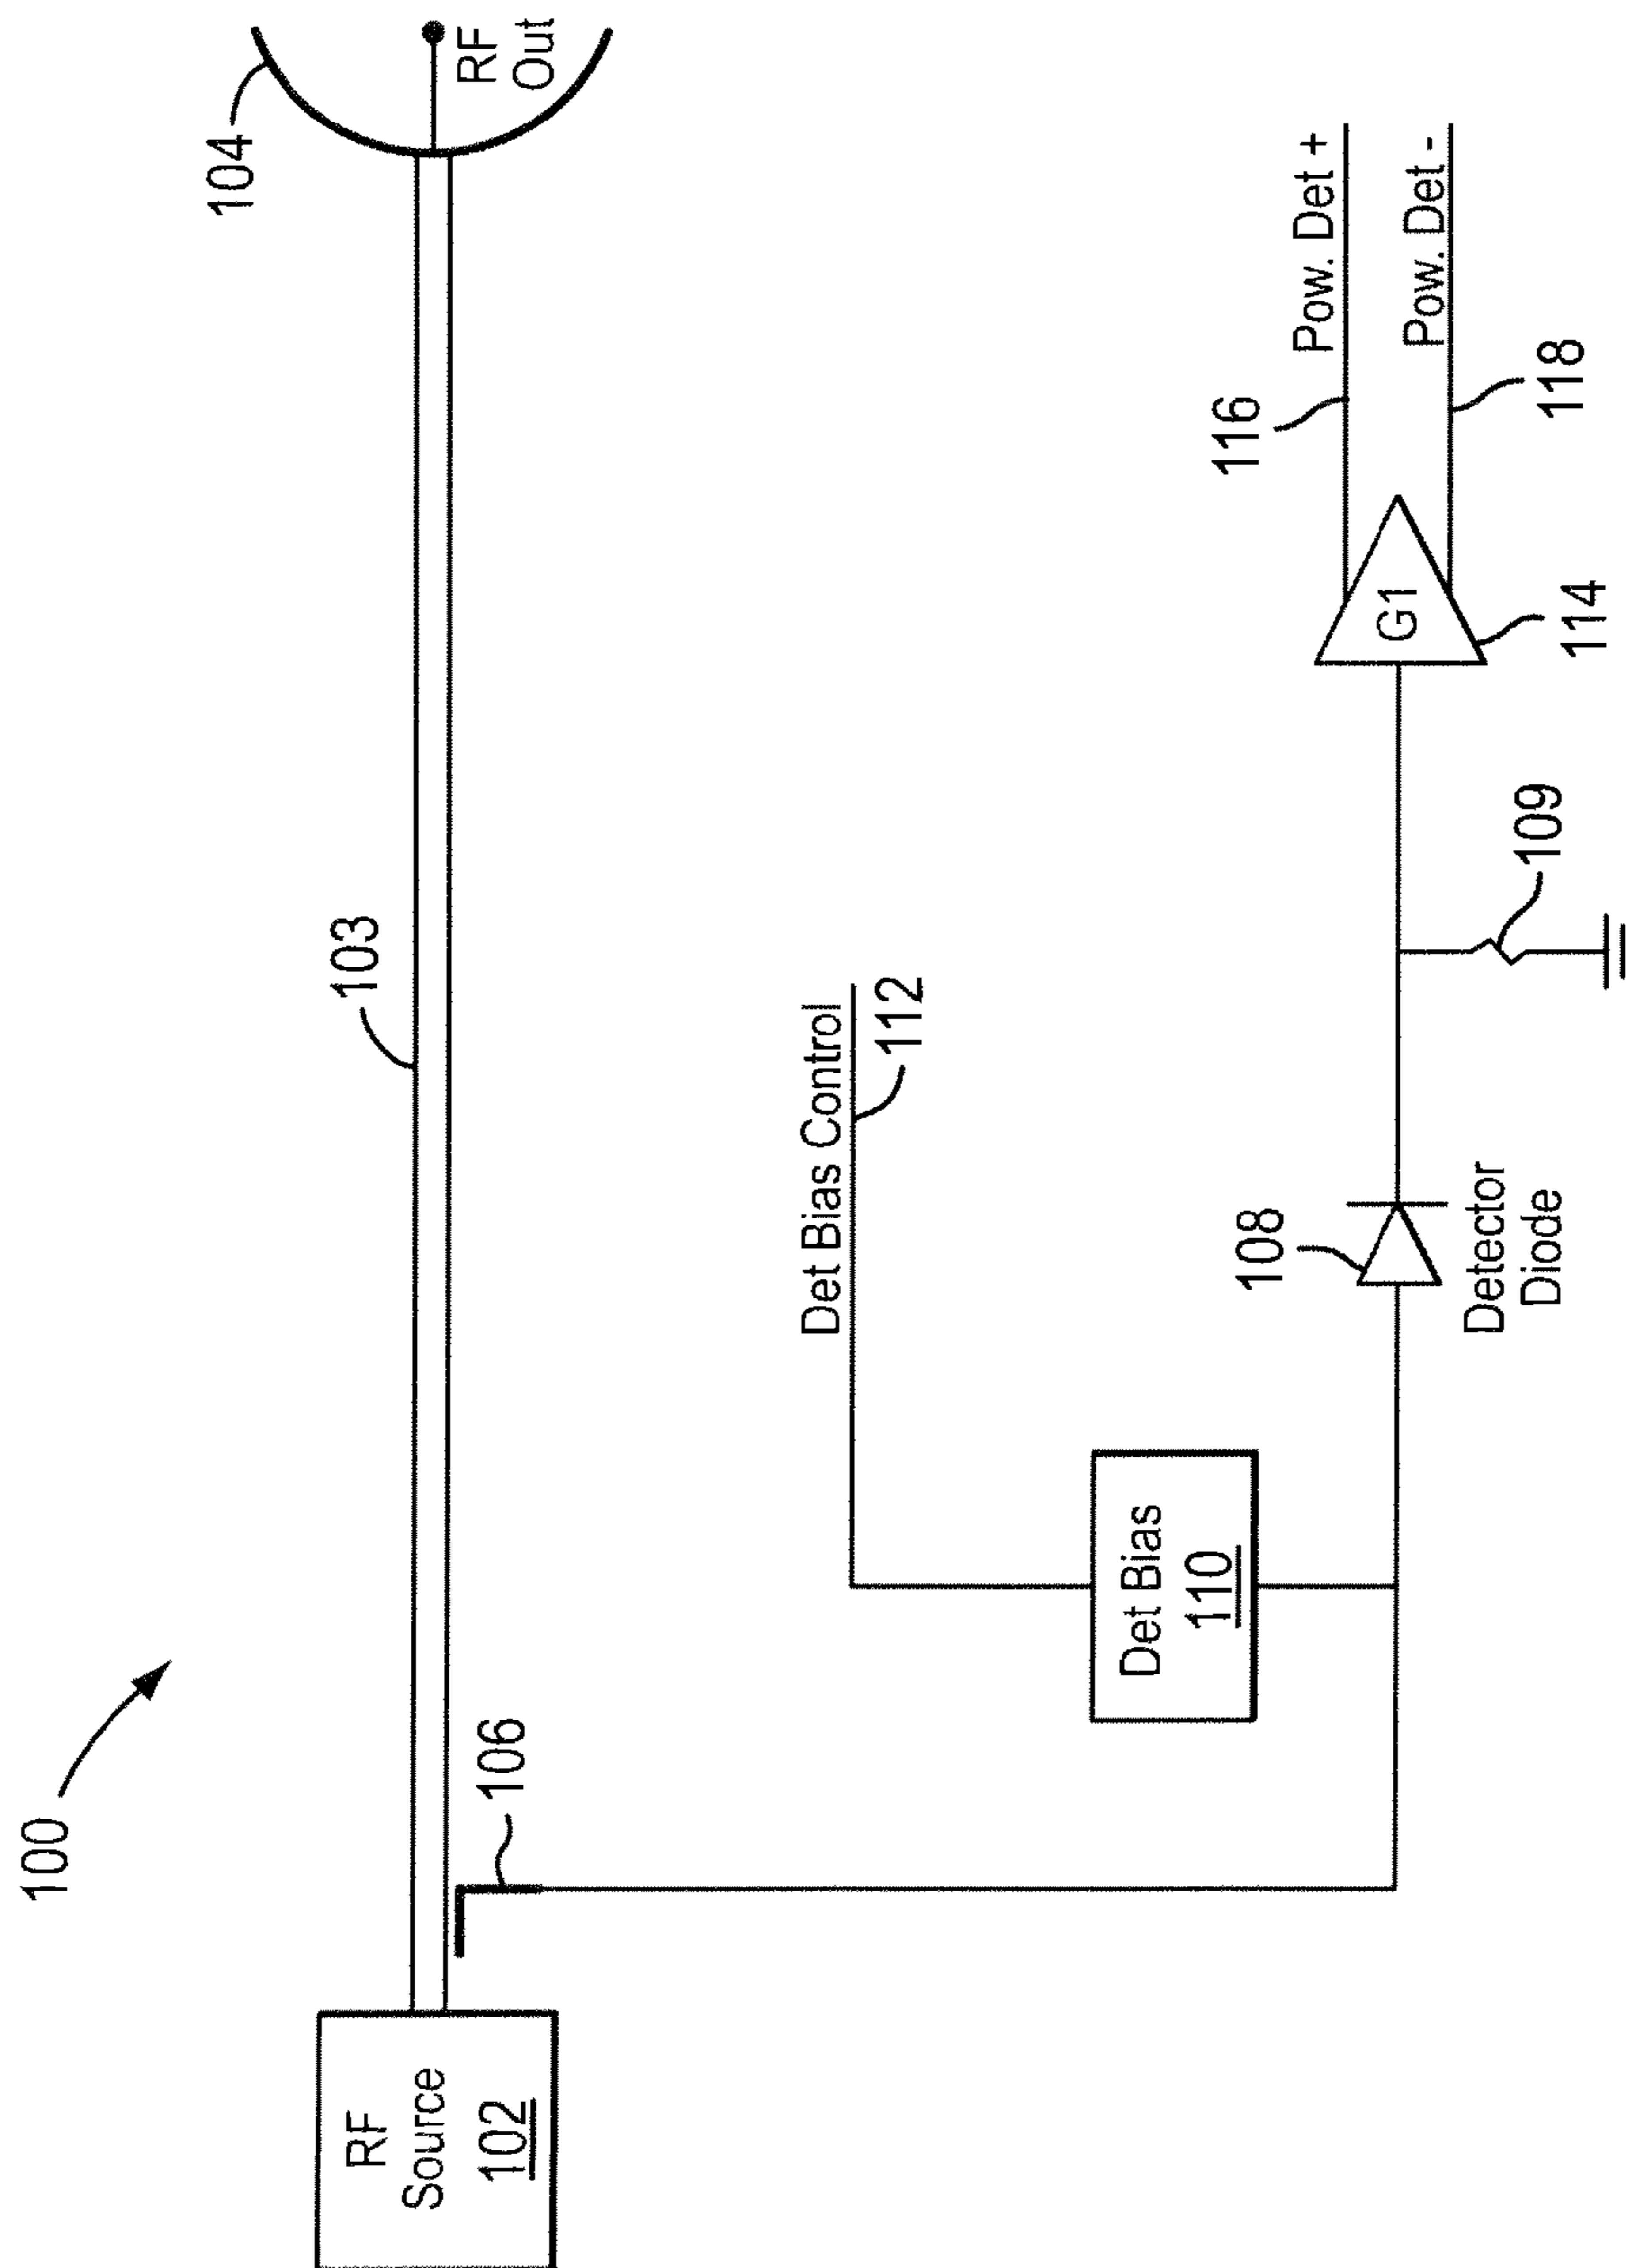 100
104
RF
Out
103
RF
Source
102
106
Det Bias Control
112
Det Bias
110
108
Detector
Diode
109
116
Pow. Det +
Pow. Det -
118
G1
114